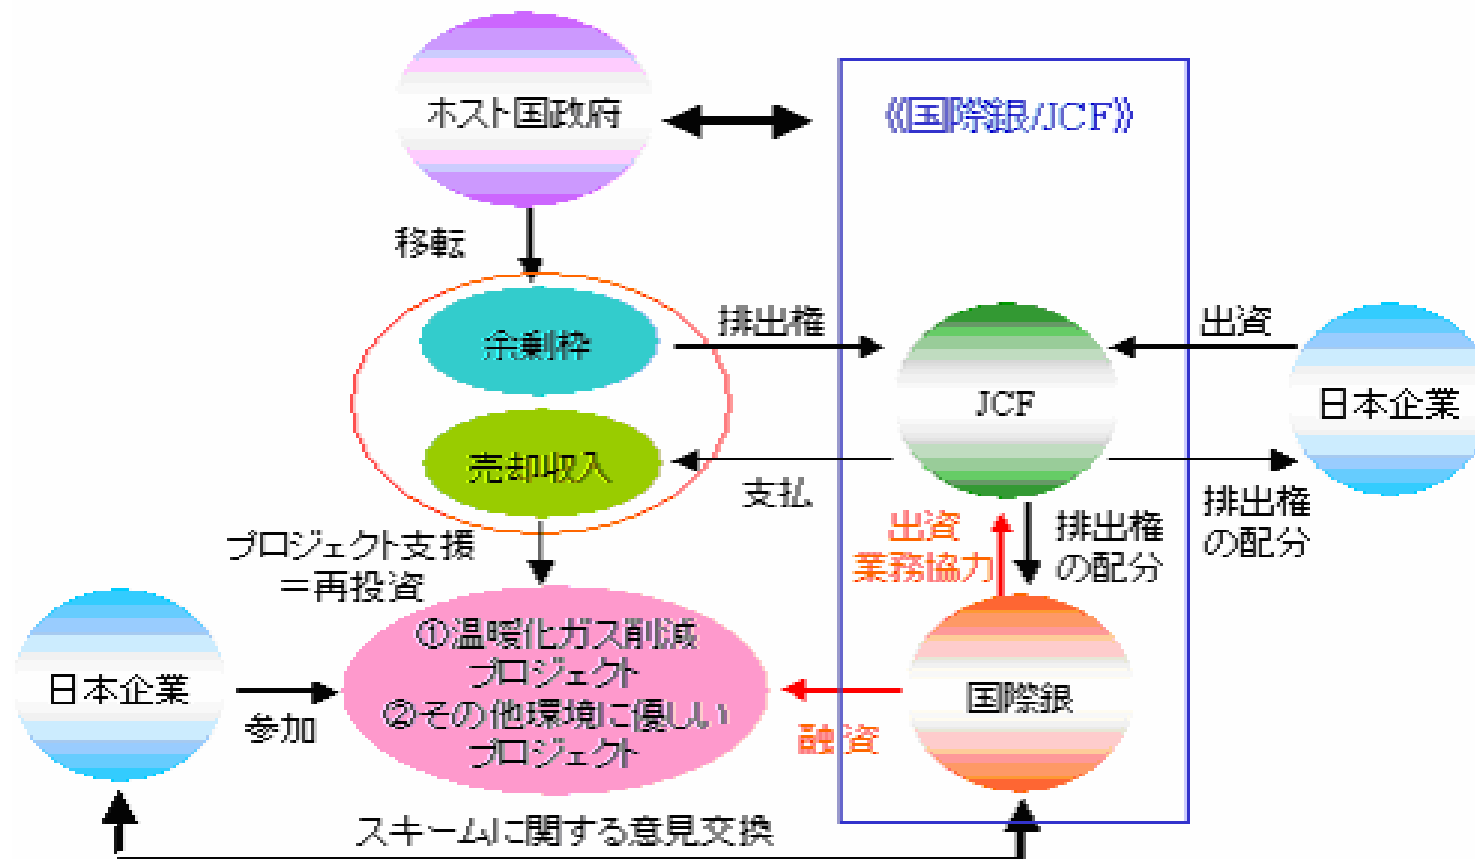 ホスト国政府
《国際銀/JCF》
移転
余剰枠
排出権
出資
JCF
日本企業
売却収入
支払
排出権
の配分
出資
業務協力
排出権
の配分
プロジェクト支援
＝再投資
①温暖化ガス削減
プロジェクト
②その他環境に優しい
プロジェクト
日本企業
参加
国際銀
融資
スキームに関する意見交換